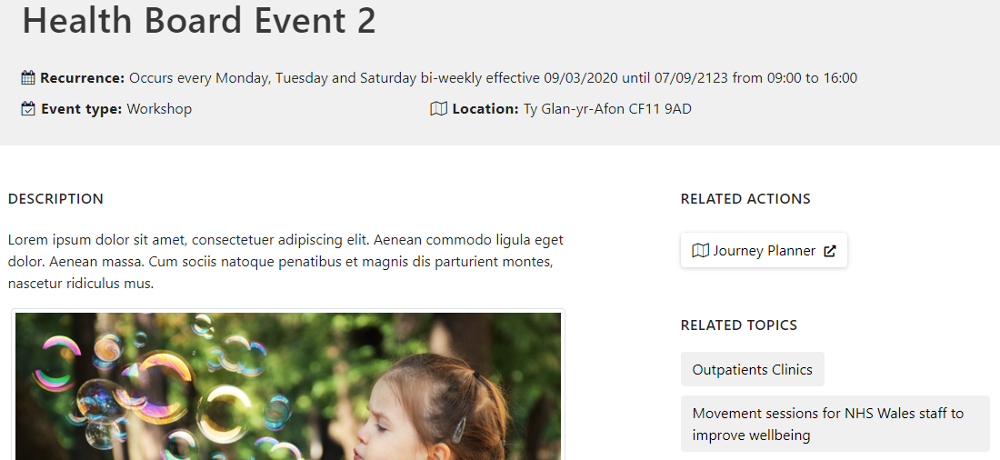 Health Board Event 2
Recurrence: Occurs every Monday, Tuesday and Saturday bi-weekly effective 09/03/2020 until 07/09/2123 from 09:00 to 16:00
Event type: Workshop
Location: Ty Glan-yr-Afon CF11 9AD
DESCRIPTION
Lorem ipsum dolor sit amet, consectetuer adipiscing elit. Aenean commodo ligula eget
dolor. Aenean massa. Cum sociis natoque penatibus et magnis dis parturient montes,
nascetur ridiculus mus.
RELATED ACTIONS
Journey Planner
RELATED TOPICS
Outpatients Clinics
Movement sessions for NHS Wales staff to
improve wellbeing